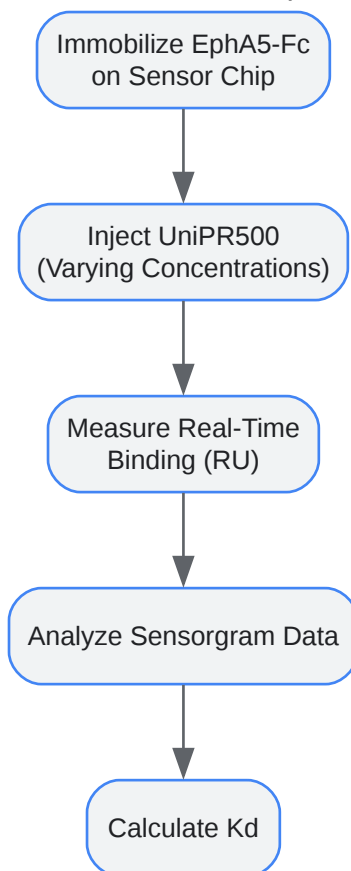 Immobilize EphA5-Fc
on Sensor Chip
Inject UniPR500
(Varying Concentrations)
Measure Real-Time
Binding (RU)
Analyze Sensorgram Data
Calculate Kd